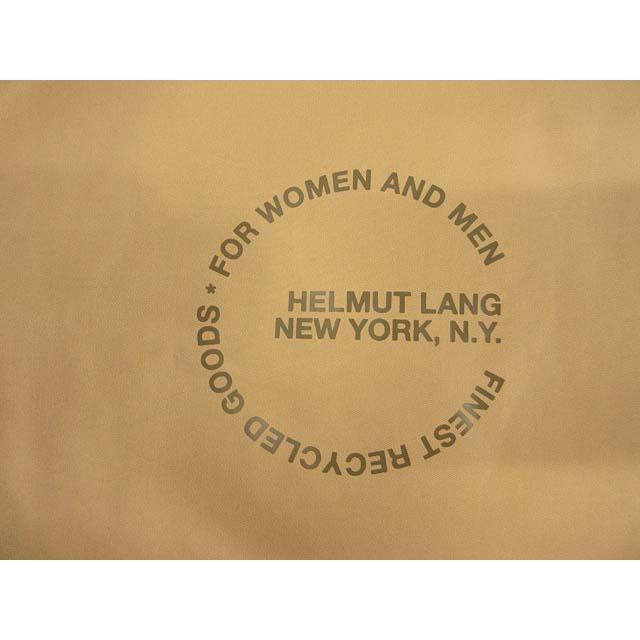 FINEST RECYCLED GOODS * FOR WOMEN AND MEN
HELMUT LANG
NEW YORK, N.Y.